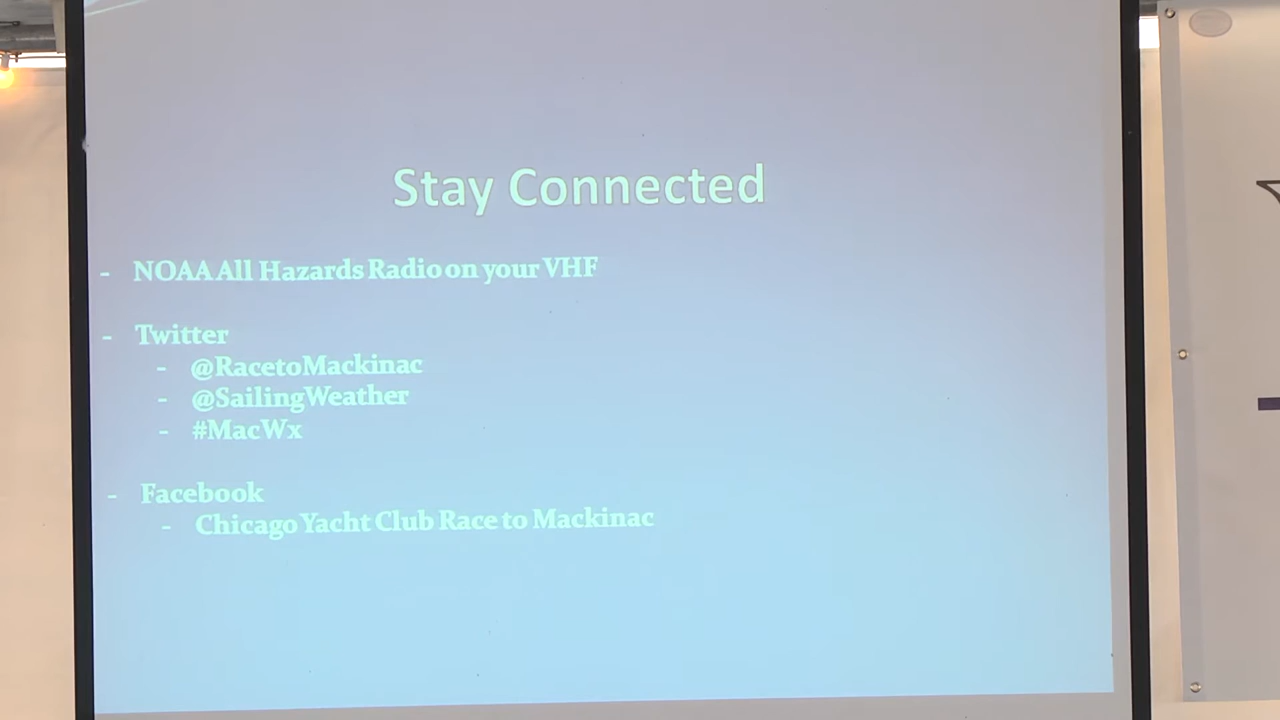 Stay Connected
- NOAA All Hazards Radio on your VHF
- Twitter
- @RacetoMackinac
- @SailingWeather
- #MacWx
- Facebook
- Chicago Yacht Club Race to Mackinac